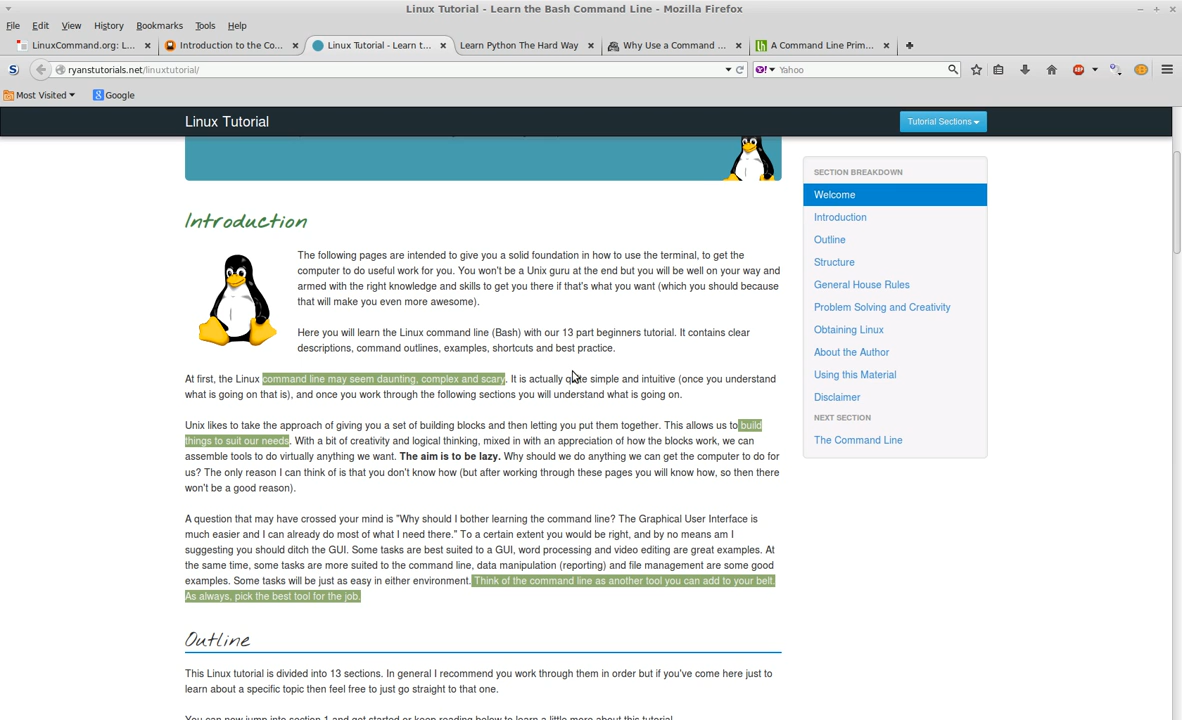 Linux Tutorial - Learn the Bash Command Line - Mozilla Firefox
File Edit View History Bookmarks Tools Help
LinuxCommand.org: L... Introduction to the Co... Linux Tutorial - Learn t... Learn Python The Hard Way Why Use a Command ... A Command Line Prim...
ryanstutorials.net/linuxtutorial/ Yahoo
Most Visited Google
Linux Tutorial Tutorial Sections
Introduction
The following pages are intended to give you a solid foundation in how to use the terminal, to get the
computer to do useful work for you. You won't be a Unix guru at the end but you will be well on your way and
armed with the right knowledge and skills to get you there if that's what you want (which you should because
that will make you even more awesome).
Here you will learn the Linux command line (Bash) with our 13 part beginners tutorial. It contains clear
descriptions, command outlines, examples, shortcuts and best practice.
At first, the Linux command line may seem daunting, complex and scary. It is actually quite simple and intuitive (once you understand
what is going on that is), and once you work through the following sections you will understand what is going on.
Unix likes to take the approach of giving you a set of building blocks and then letting you put them together. This allows us to build
things to suit our needs. With a bit of creativity and logical thinking, mixed in with an appreciation of how the blocks work, we can
assemble tools to do virtually anything we want. The aim is to be lazy. Why should we do anything we can get the computer to do for
us? The only reason I can think of is that you don't know how (but after working through these pages you will know how, so then there
won't be a good reason).
A question that may have crossed your mind is "Why should I bother learning the command line? The Graphical User Interface is
much easier and I can already do most of what I need there." To a certain extent you would be right, and by no means am I
suggesting you should ditch the GUI. Some tasks are best suited to a GUI, word processing and video editing are great examples. At
the same time, some tasks are more suited to the command line, data manipulation (reporting) and file management are some good
examples. Some tasks will be just as easy in either environment. Think of the command line as another tool you can add to your belt.
As always, pick the best tool for the job.
Outline
This Linux tutorial is divided into 13 sections. In general I recommend you work through them in order but if you've come here just to
learn about a specific topic then feel free to just go straight to that one.
You can now jump into section 1 and get started or keep reading below to learn a little more about this tutorial.
SECTION BREAKDOWN
Welcome
Introduction
Outline
Structure
General House Rules
Problem Solving and Creativity
Obtaining Linux
About the Author
Using this Material
Disclaimer
NEXT SECTION
The Command Line